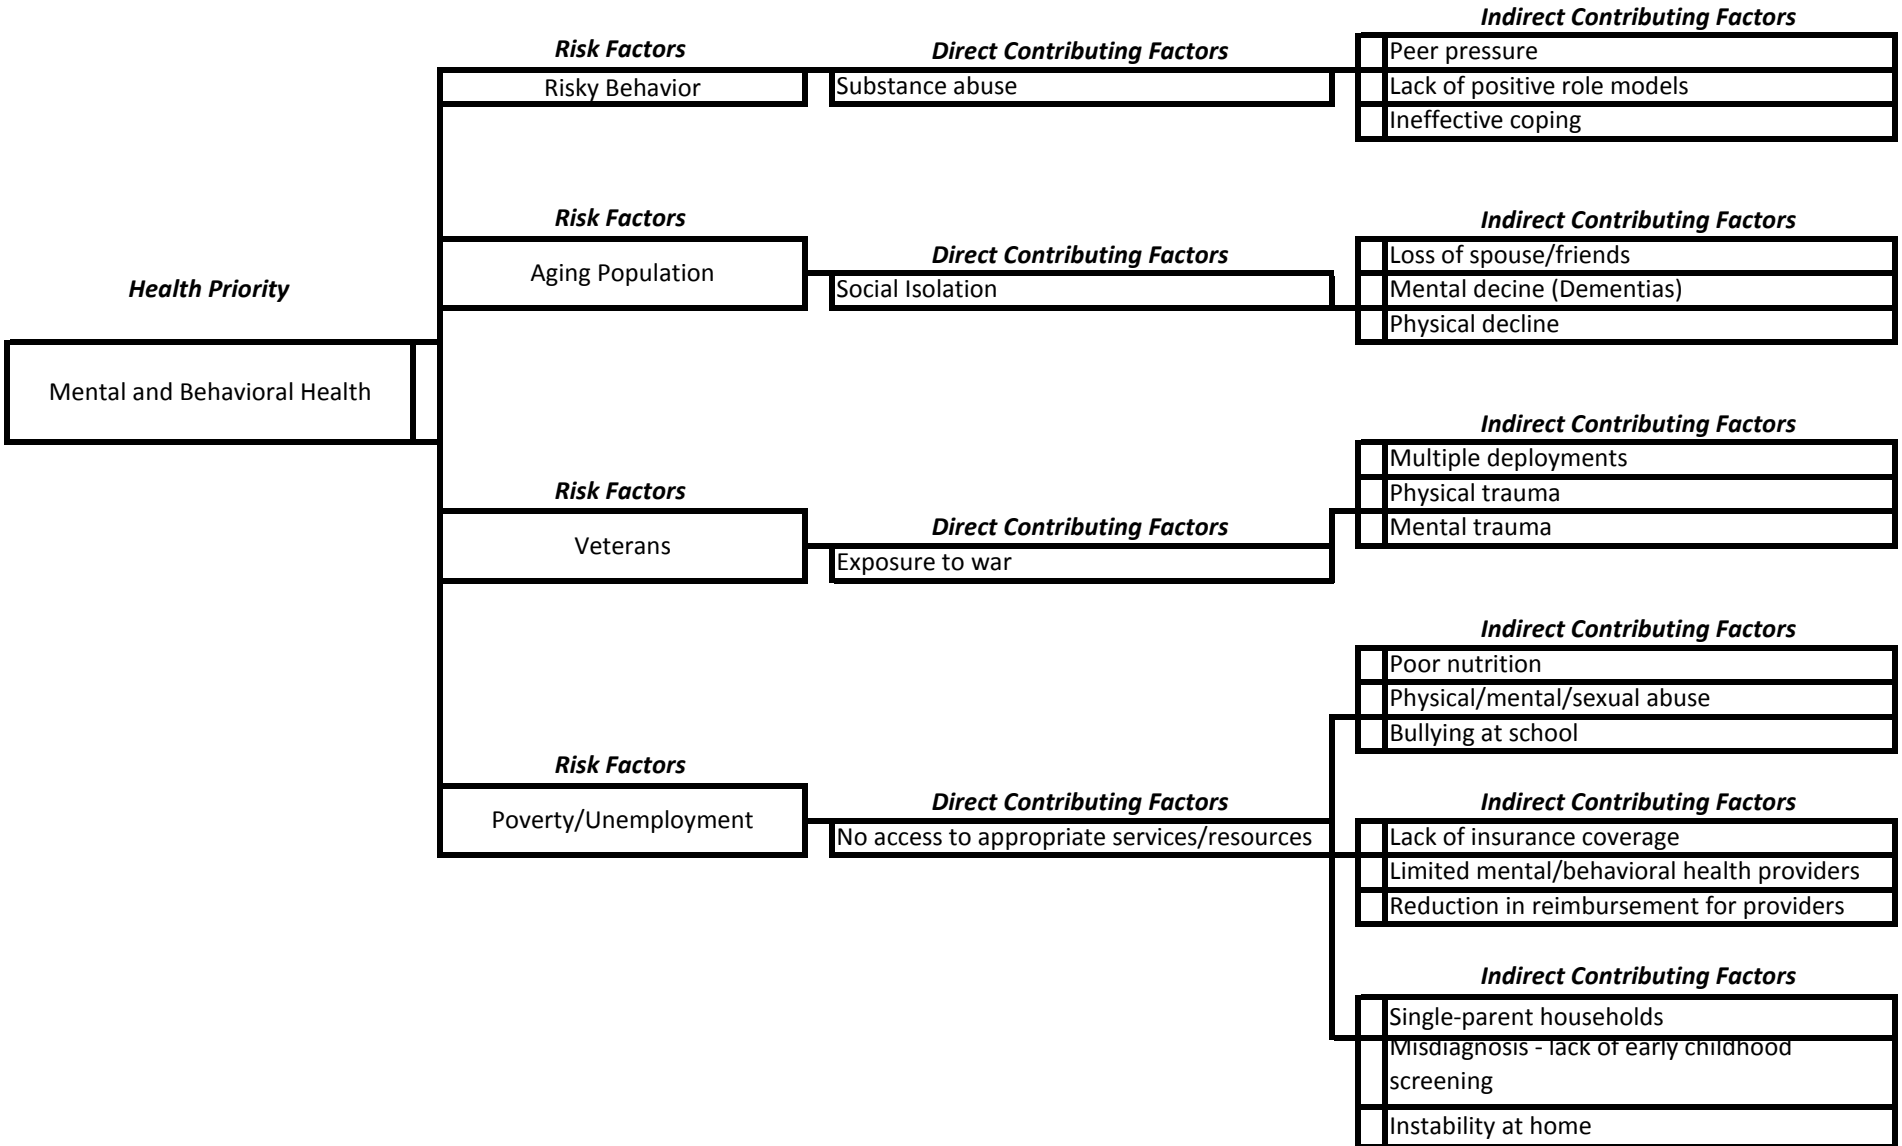 Indirect Contributing Factors
Risk Factors
Direct Contributing Factors
Peer pressure
Risky Behavior
Substance abuse
Lack of positive role models
Ineffective coping
Risk Factors
Indirect Contributing Factors
Aging Population
Direct Contributing Factors
Loss of spouse/friends
Health Priority
Social Isolation
Mental decine (Dementias)
Physical decline
Mental and Behavioral Health
Indirect Contributing Factors
Multiple deployments
Risk Factors
Physical trauma
Veterans
Direct Contributing Factors
Mental trauma
Exposure to war
Indirect Contributing Factors
Poor nutrition
Physical/mental/sexual abuse
Bullying at school
Risk Factors
Poverty/Unemployment
Direct Contributing Factors
Indirect Contributing Factors
No access to appropriate services/resources
Lack of insurance coverage
Limited mental/behavioral health providers
Reduction in reimbursement for providers
Indirect Contributing Factors
Single-parent households
Misdiagnosis - lack of early childhood
screening
Instability at home